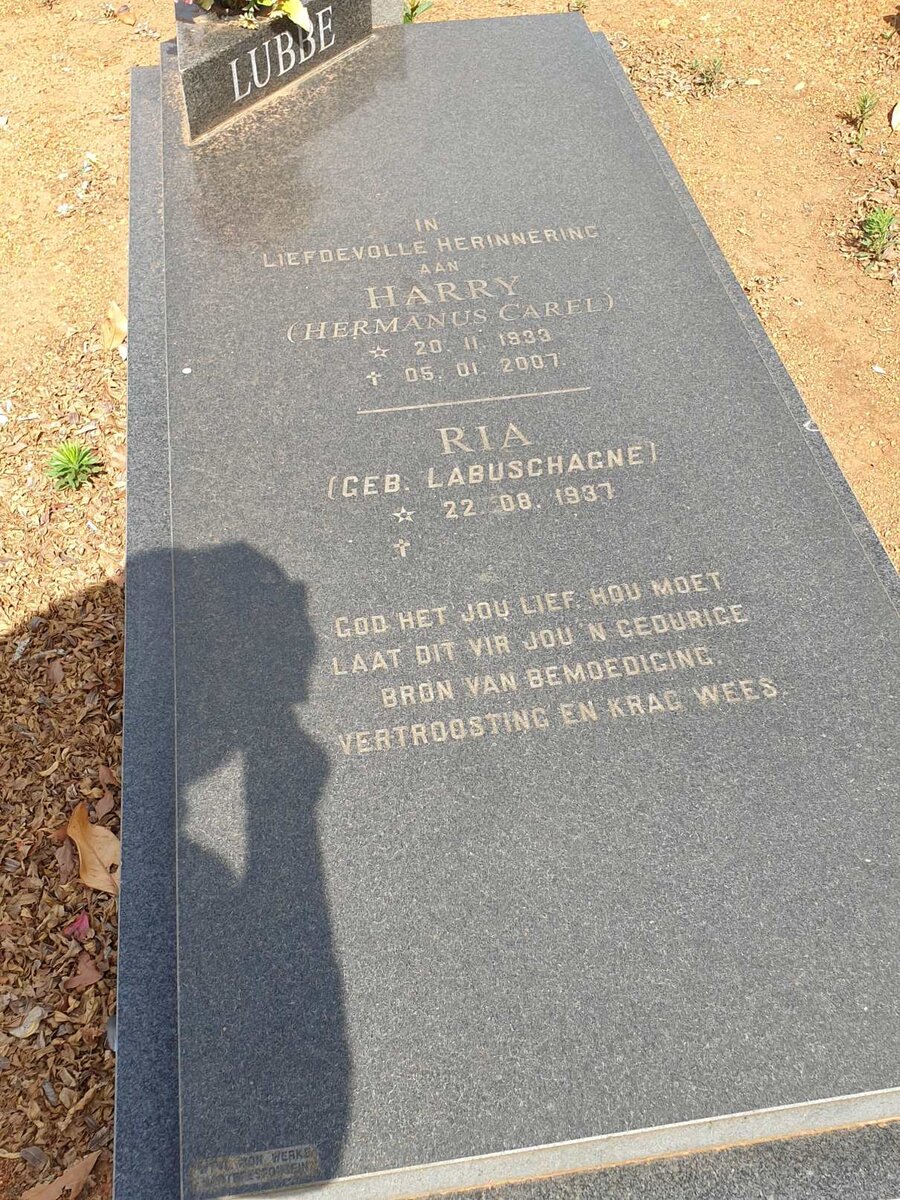 LUBBE
IN
LIEFDEVOLLE HERINNERING
AAN
HARRY
(HERMANUS CAREL)
☆ 20. 11. 1933
✝ 05. 01. 2007.
RIA
(GEB. LABUSCHAGNE)
☆ 22. 08. 1937
✝
GOD HET JOU LIEF, HOU MOET
LAAT DIT VIR JOU 'N GEDURIGE
BRON VAN BEMOEDIGING,
VERTROOSTING EN KRAG WEES.
WERKE